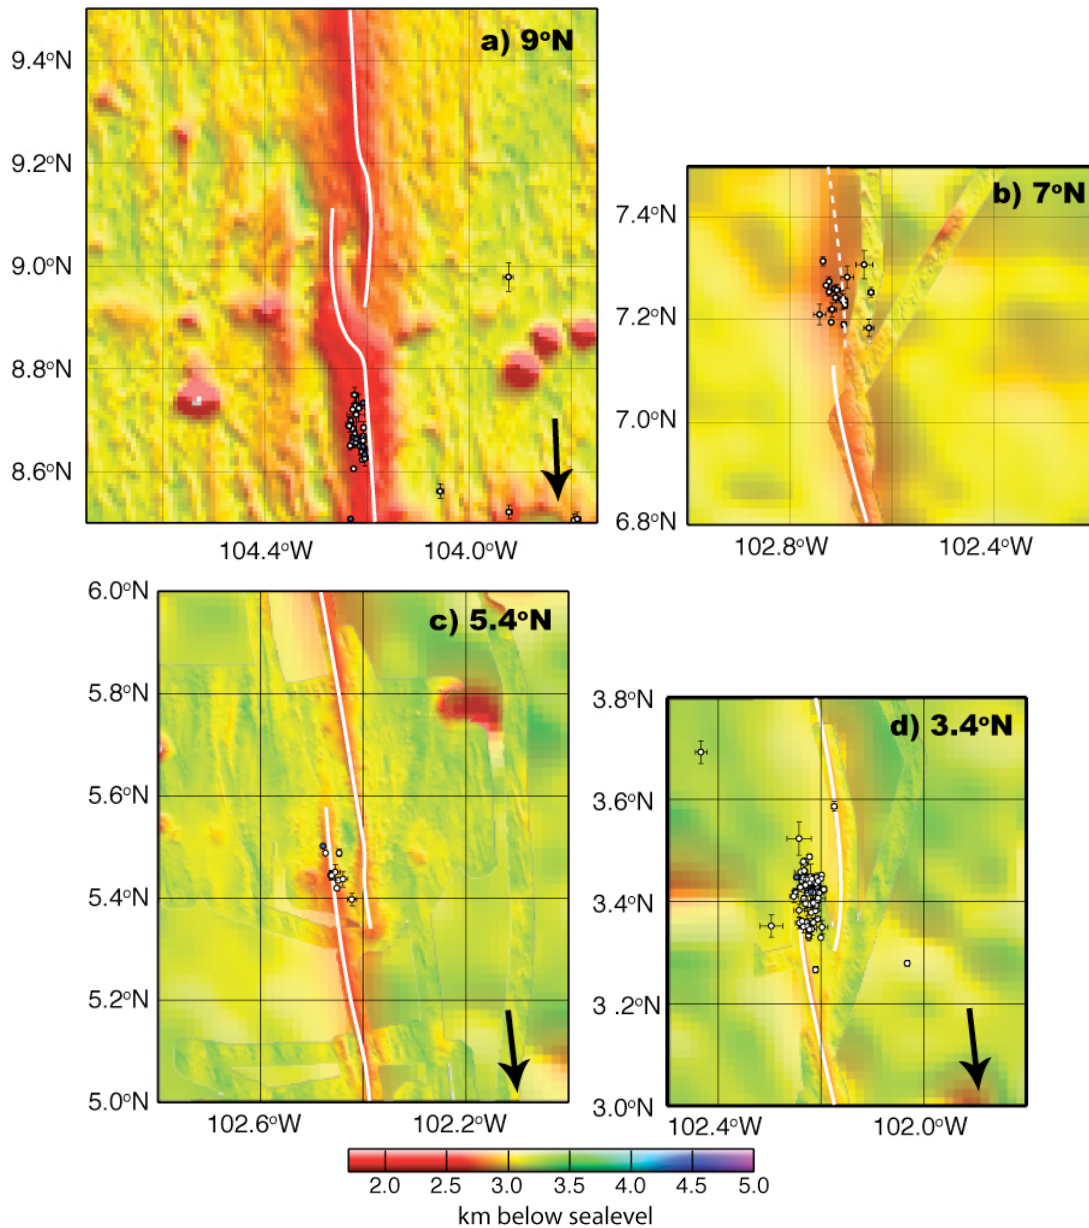 a) 9°N
9.4°N
9.2°N
9.0°N
8.8°N
8.6°N
104.4°W
104.0°W
b) 7°N
7.4°N
7.2°N
7.0°N
6.8°N
102.8°W
102.4°W
c) 5.4°N
6.0°N
5.8°N
5.6°N
5.4°N
5.2°N
5.0°N
102.6°W
102.2°W
d) 3.4°N
3.8°N
3.6°N
3.4°N
3 .2°N
3.0°N
102.4°W
102.0°W
2.0 2.5 3.0 3.5 4.0 4.5 5.0
km below sealevel